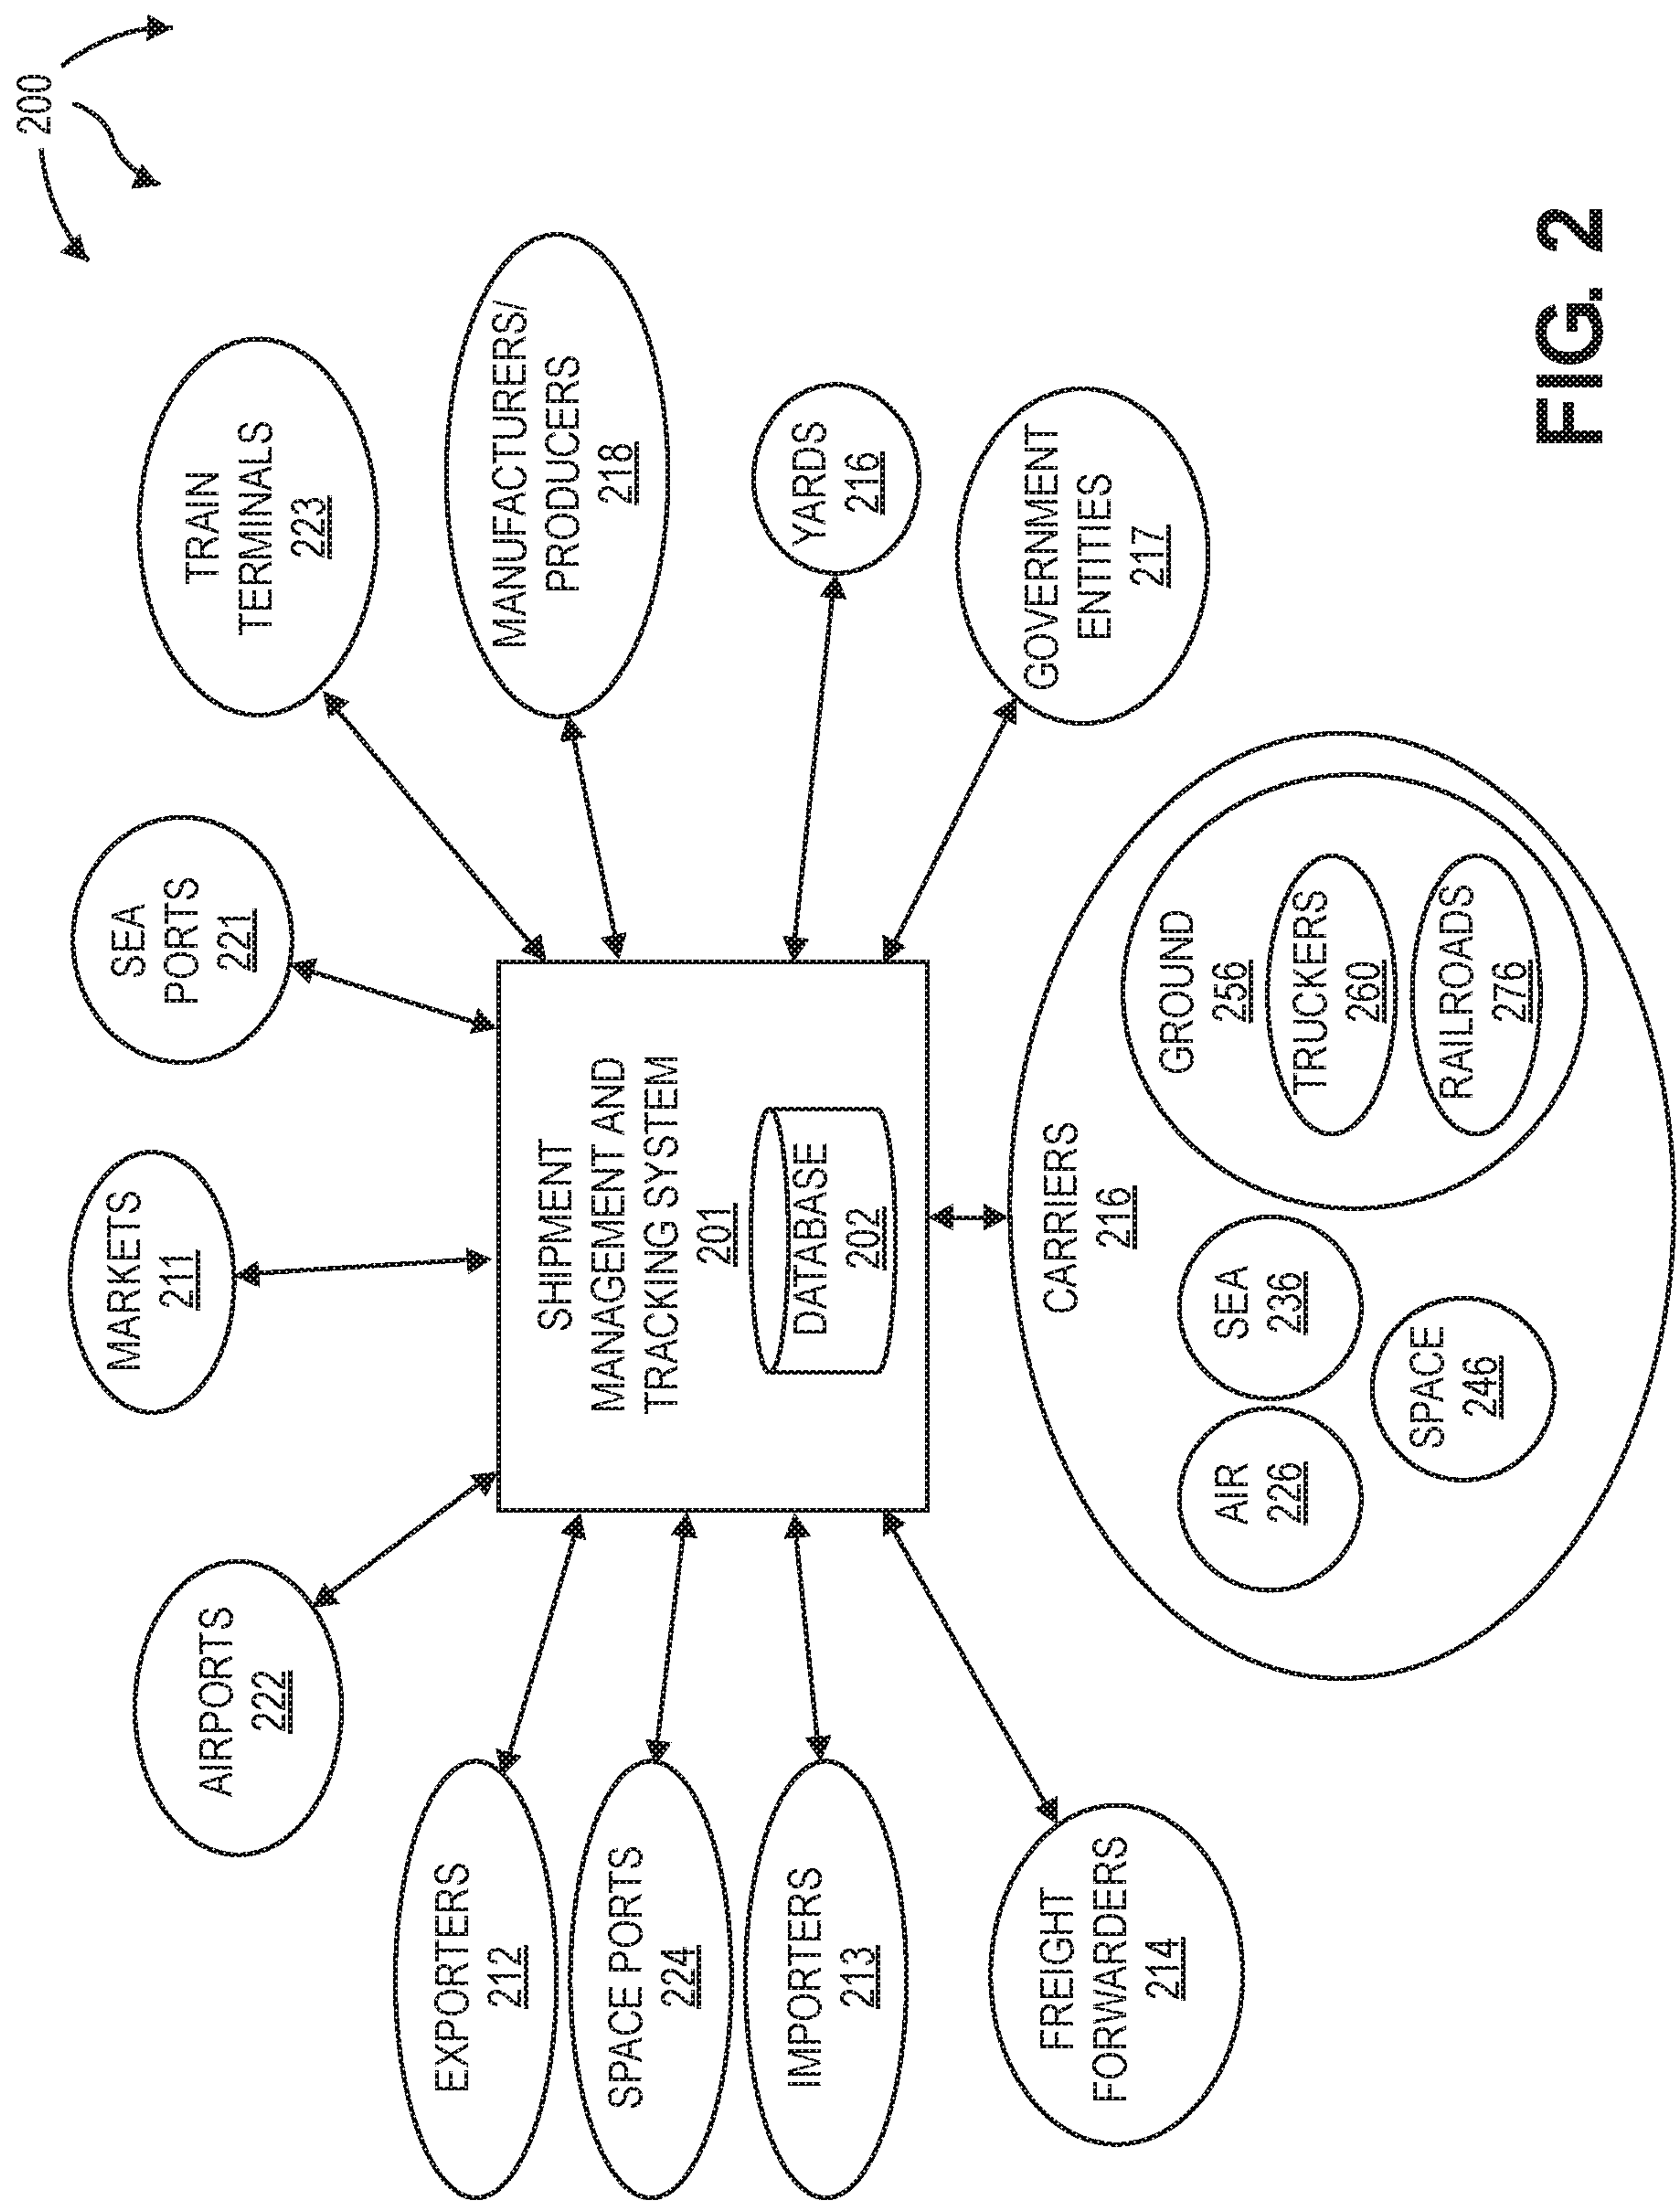 200
AIRPORTS
222
MARKETS
211
SEA
PORTS
221
TRAIN
TERMINALS
223
EXPORTERS
212
SPACE PORTS
224
IMPORTERS
213
FREIGHT
FORWARDERS
214
SHIPMENT
MANAGEMENT AND
TRACKING SYSTEM
201
DATABASE
202
MANUFACTURERS/
PRODUCERS
218
YARDS
216
GOVERNMENT
ENTITIES
217
CARRIERS
216
AIR
226
SEA
236
SPACE
246
GROUND
256
TRUCKERS
260
RAILROADS
276
FIG. 2